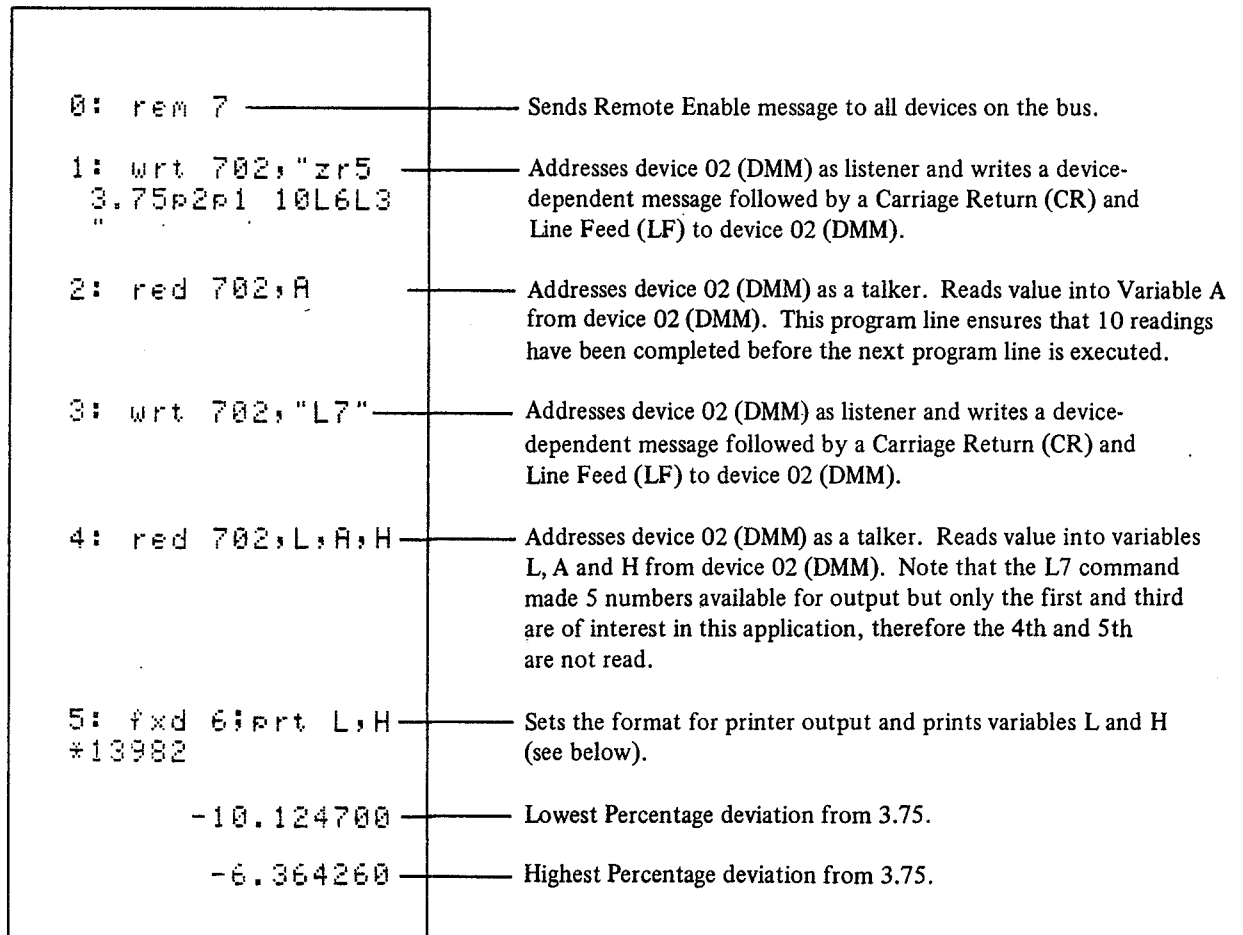 0: rem 7
Sends Remote Enable message to all devices on the bus.
1: wrt 702,"zr5
3.75p2p1 10L6L3
"
Addresses device 02 (DMM) as listener and writes a device-
dependent message followed by a Carriage Return (CR) and
Line Feed (LF) to device 02 (DMM).
2: red 702,A
Addresses device 02 (DMM) as a talker. Reads value into Variable A
from device 02 (DMM). This program line ensures that 10 readings
have been completed before the next program line is executed.
3: wrt 702,"L7"
Addresses device 02 (DMM) as listener and writes a device-
dependent message followed by a Carriage Return (CR) and
Line Feed (LF) to device 02 (DMM).
4: red 702,L,A,H
Addresses device 02 (DMM) as a talker. Reads value into variables
L, A and H from device 02 (DMM). Note that the L7 command
made 5 numbers available for output but only the first and third
are of interest in this application, therefore the 4th and 5th
are not read.
5: fxd 6;prt L,H
*13982
Sets the format for printer output and prints variables L and H
(see below).
-10.124700
Lowest Percentage deviation from 3.75.
-6.364260
Highest Percentage deviation from 3.75.